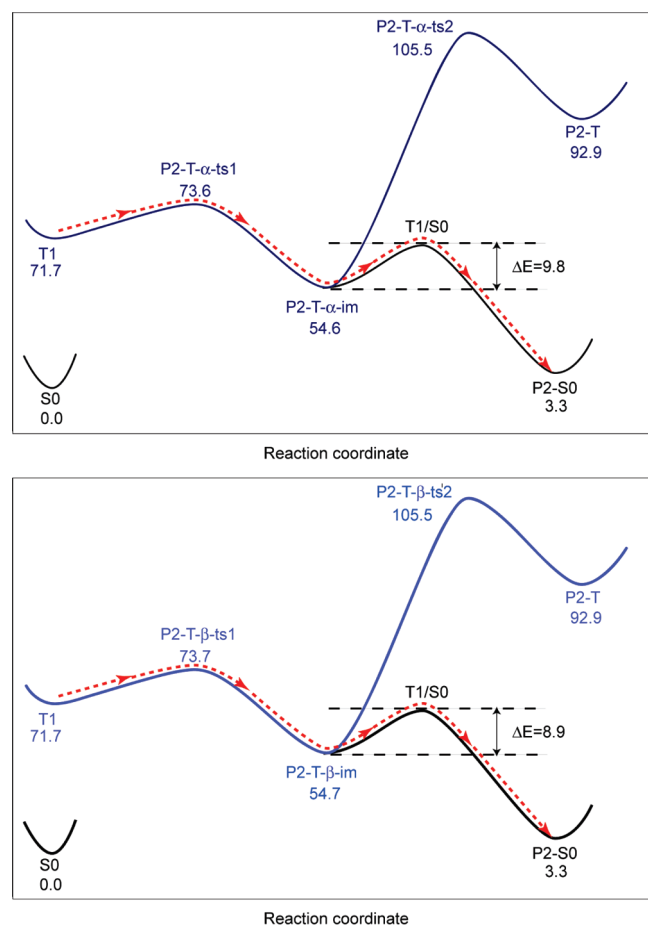 P2-T-α-ts2
105.5
P2-T
92.9
P2-T-α-ts1
73.6
T1/S0
T1
71.7
ΔE=9.8
P2-T-α-im
54.6
S0
0.0
P2-S0
3.3
Reaction coordinate
P2-T-β-ts'2
105.5
P2-T
92.9
P2-T-β-ts1
73.7
T1/S0
T1
71.7
ΔE=8.9
P2-T-β-im
54.7
S0
0.0
P2-S0
3.3
Reaction coordinate